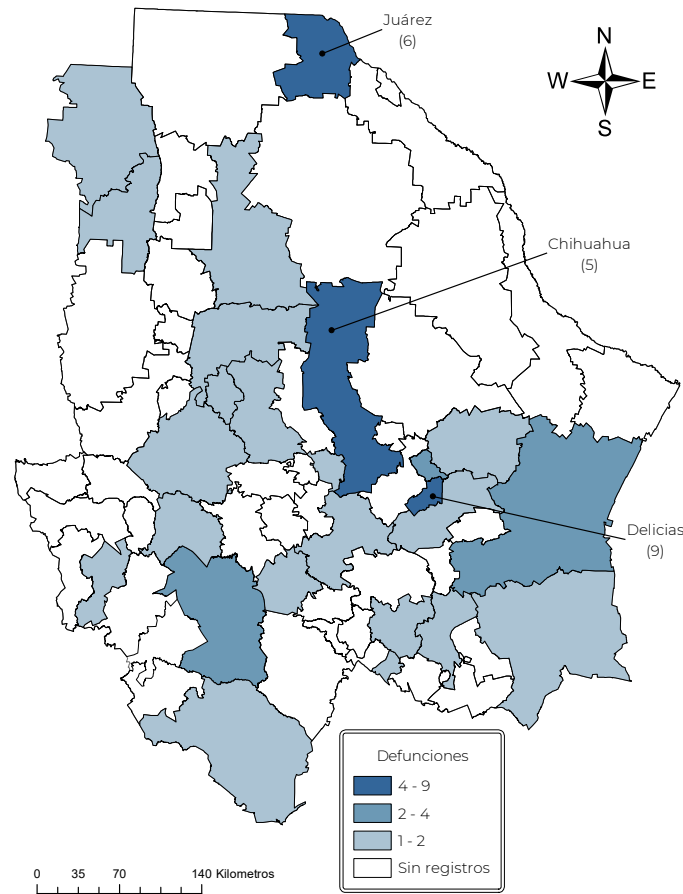 Juárez
(6)
N
W E
S
Chihuahua
(5)
Delicias
(9)
Defunciones
4 - 9
2 - 4
1 - 2
Sin registros
0 35 70 140 Kilometros